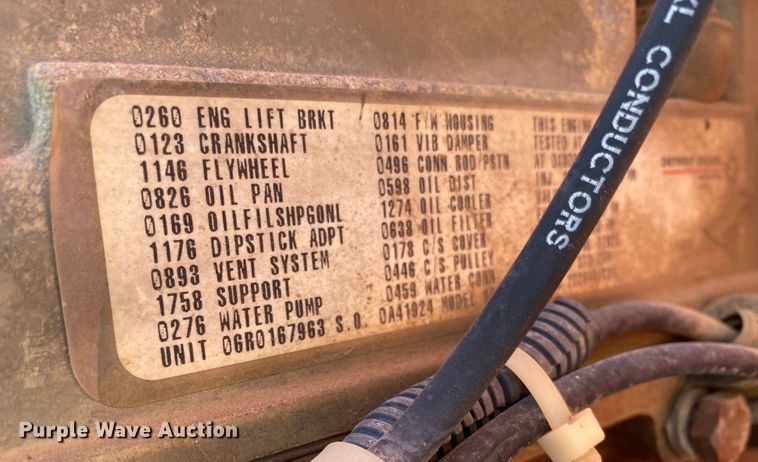 0260 ENG LIFT BRKT
0123 CRANKSHAFT
1146 FLYWHEEL
0826 OIL PAN
0169 OILFILSHPGONL
1176 DIPSTICK ADPT
0893 VENT SYSTEM
1758 SUPPORT
0276 WATER PUMP
UNIT 06R0167963 S.O.
0814 F/W HOUSING
0161 VIB DAMPER
0496 CONN ROD/PSTN
0598 OIL DIST
1274 OIL COOLER
0638 OIL FILTER
0178 C/S COVER
0446 C/S PULLEY
0459 WATER CONN
0A41924 MODEL
THIS ENGIN
TESTED
AT
DETROIT DIESEL
CONDUCTORS
Purple Wave Auction